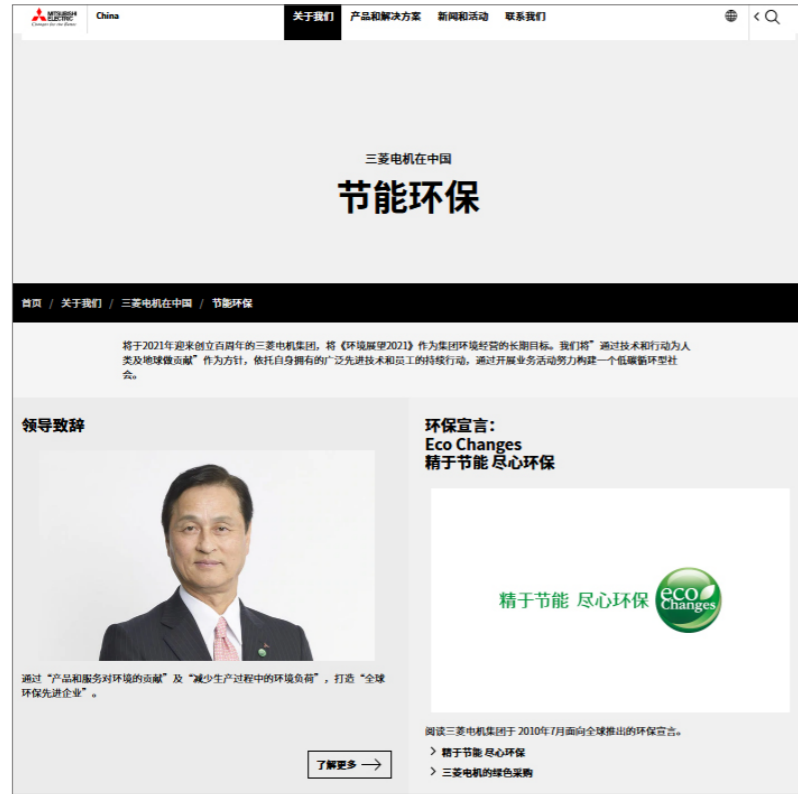 MITSUBISHI
ELECTRIC
Changes for the Better
China
关于我们
产品和解决方案
新闻和活动
联系我们
三菱电机在中国
节能环保
首页 / 关于我们 / 三菱电机在中国 / 节能环保
将于2021年迎来创立百周年的三菱电机集团，将《环境展望2021》作为集团环境经营的长期目标。我们将”通过技术和行动为人
类及地球做贡献”作为方针，依托自身拥有的广泛先进技术和员工的持续行动，通过开展业务活动努力构建一个低碳循环型社
会。
领导致辞
通过“产品和服务对环境的贡献”及“减少生产过程中的环境负荷”，打造“全球
环保先进企业”。
了解更多
环保宣言：
Eco Changes
精于节能 尽心环保
精于节能 尽心环保
eco
Changes
阅读三菱电机集团于 2010年7月面向全球推出的环保宣言。
精于节能 尽心环保
三菱电机的绿色采购